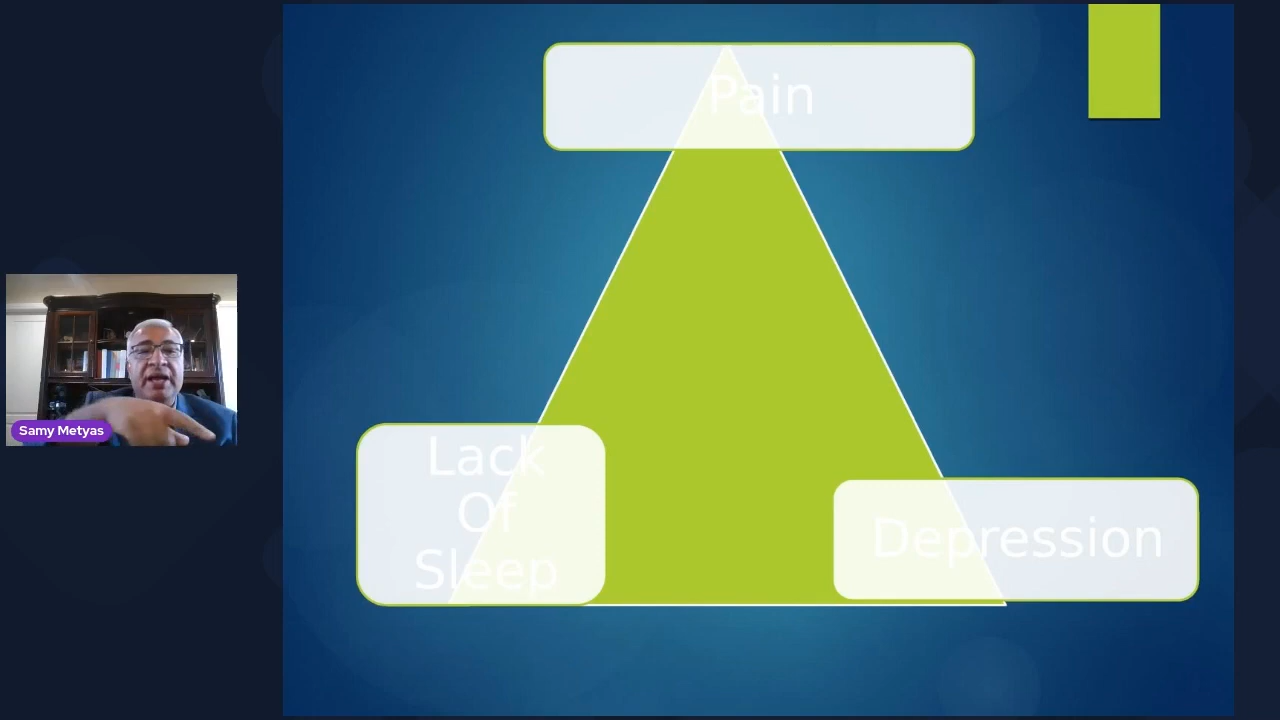 Pain
Lack
Of
Sleep
Depression
Samy Metyas